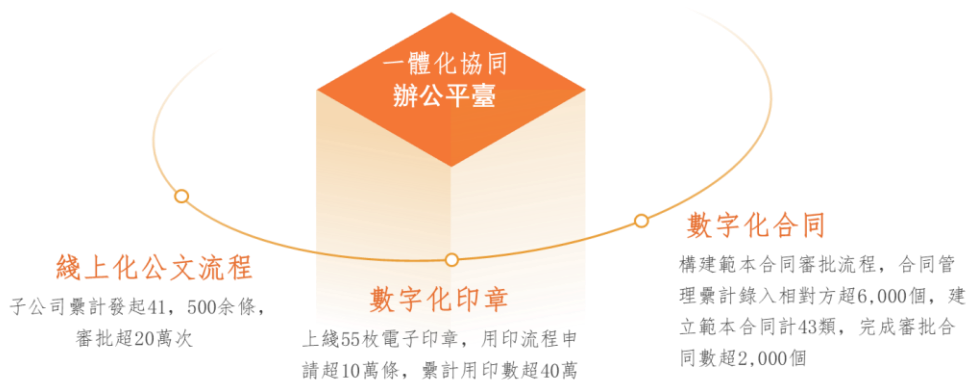 一體化協同
辦公平臺
綫上化公文流程
子公司纍計發起41，500余條，
審批超20萬次
數字化印章
上綫55枚電子印章，用印流程申
請超10萬條，纍計用印數超40萬
數字化合同
構建範本合同審批流程，合同管
理纍計錄入相對方超6,000個，建
立範本合同計43類，完成審批合
同數超2,000個